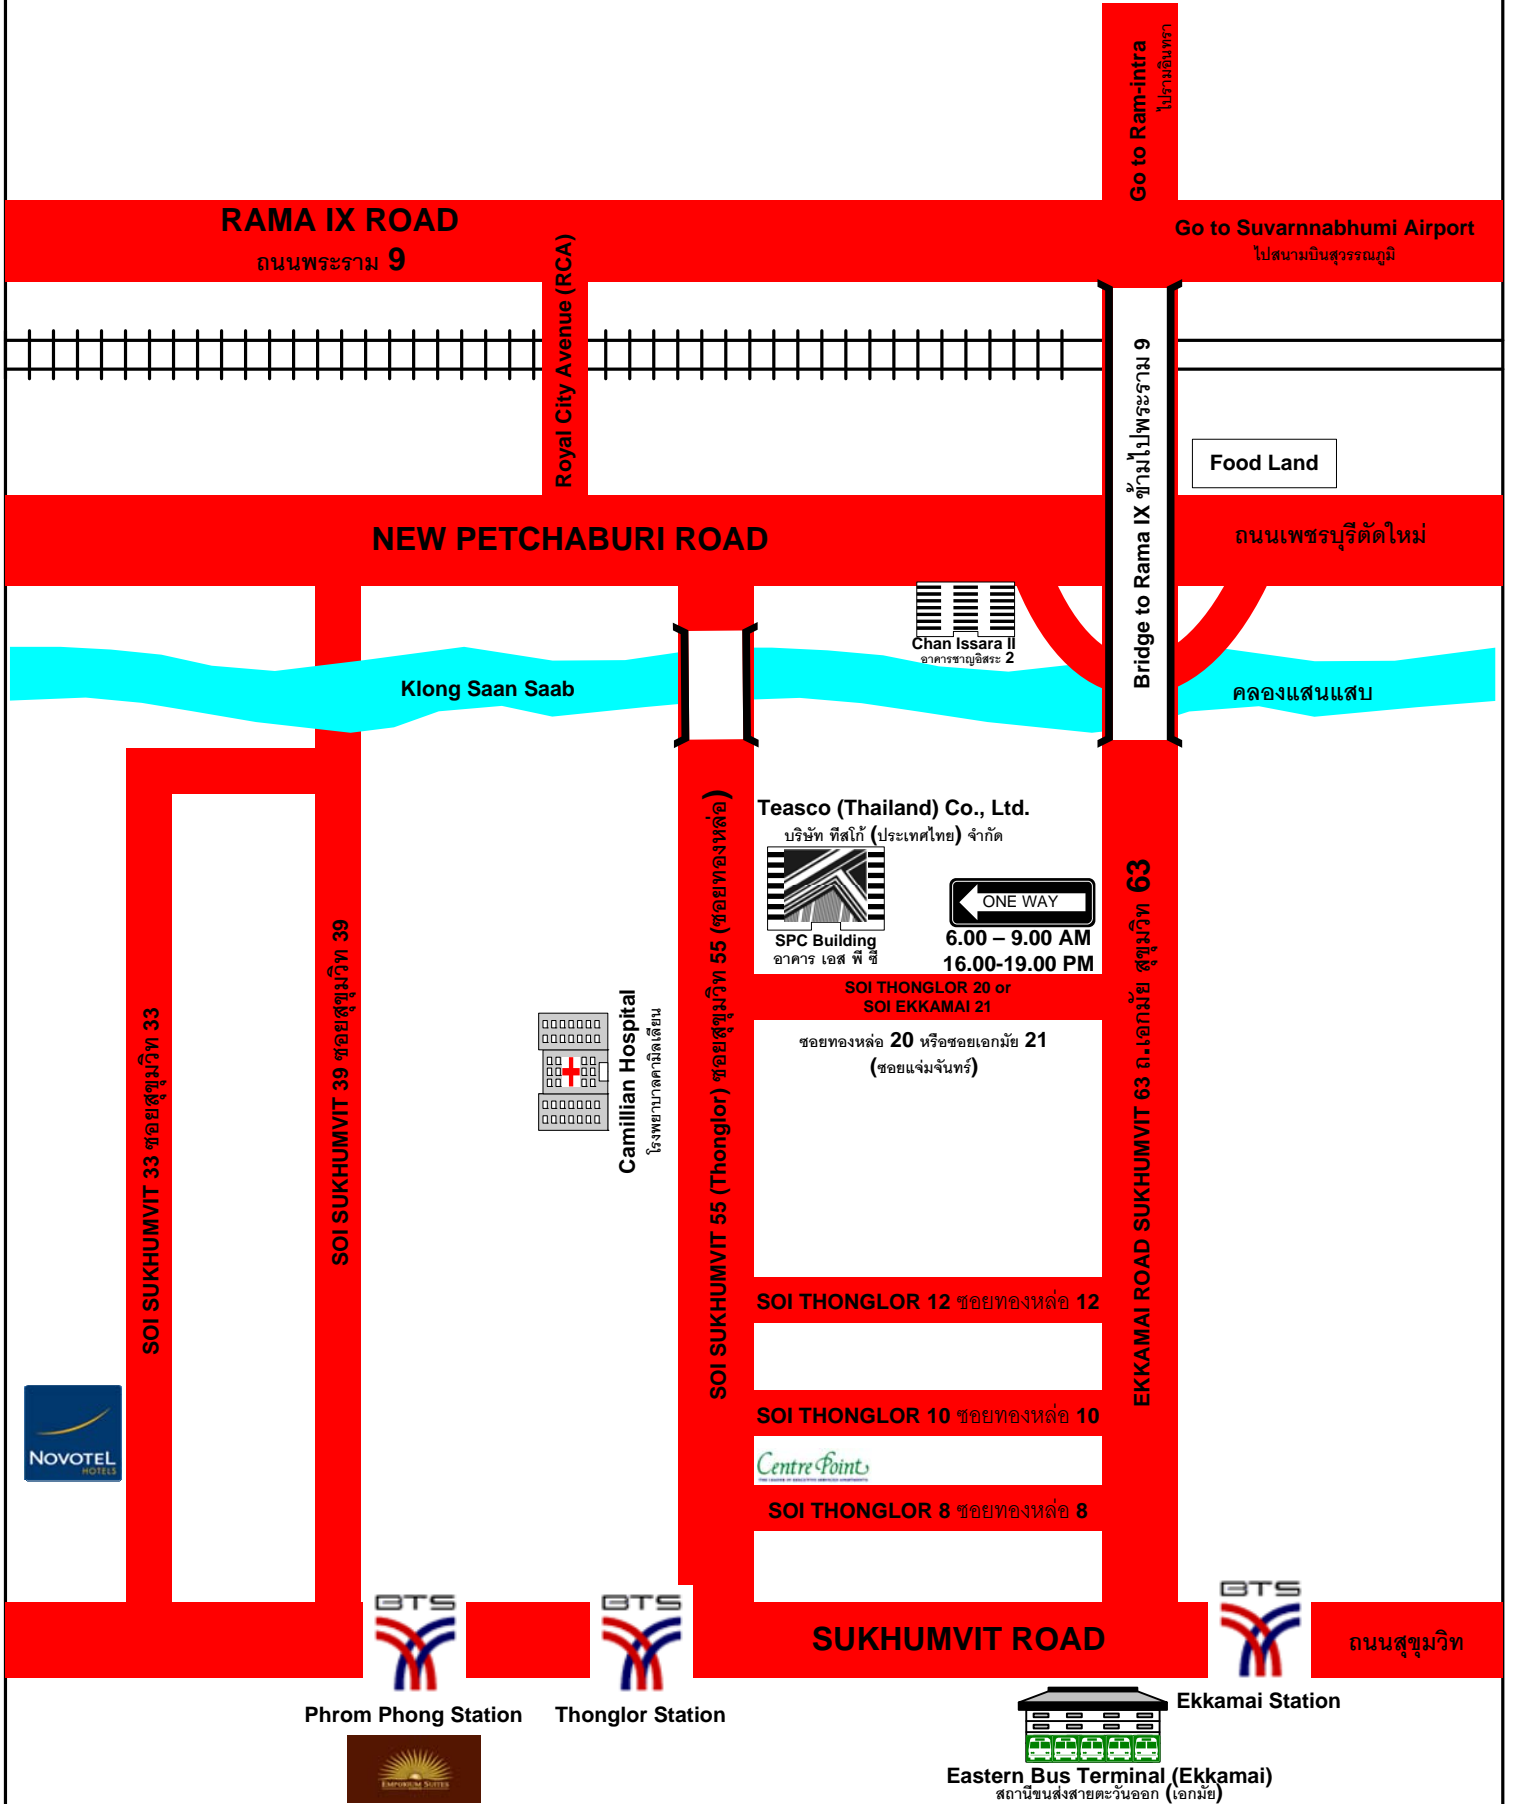 Go to Ram-intra
ไปรามอินทรา
RAMA IX ROAD
ถนนพระราม 9
Go to Suvarnnabhumi Airport
ไปสนามบินสุวรรณภูมิ
Royal City Avenue (RCA)
Bridge to Rama IX ข้ามไปพระราม 9
Food Land
NEW PETCHABURI ROAD
ถนนเพชรบุรีตัดใหม่
Chan Issara II
อาคารชาญอิสระ 2
Klong Saan Saab
คลองแสนแสบ
Teasco (Thailand) Co., Ltd.
บริษัท ทีสโก้ (ประเทศไทย) จำกัด
SPC Building
อาคาร เอส พี ซี
ONE WAY
6.00 – 9.00 AM
16.00-19.00 PM
SOI THONGLOR 20 or
SOI EKKAMAI 21
ซอยทองหล่อ 20 หรือซอยเอกมัย 21
(ซอยแจ่มจันทร์)
SOI SUKHUMVIT 33 ซอยสุขุมวิท 33
SOI SUKHUMVIT 39 ซอยสุขุมวิท 39
Camillian Hospital
โรงพยาบาลคามิลเลียน
SOI SUKHUMVIT 55 (Thonglor) ซอยสุขุมวิท 55 (ซอยทองหล่อ)
EKKAMAI ROAD SUKHUMVIT 63 ถ.เอกมัย สุขุมวิท 63
SOI THONGLOR 12 ซอยทองหล่อ 12
SOI THONGLOR 10 ซอยทองหล่อ 10
NOVOTEL
HOTELS
Centre Point
THE LEADER IN EXECUTIVE SERVICED APARTMENTS
SOI THONGLOR 8 ซอยทองหล่อ 8
BTS
BTS
BTS
SUKHUMVIT ROAD
ถนนสุขุมวิท
Phrom Phong Station
Thonglor Station
Ekkamai Station
EMPORIUM SUITES
Eastern Bus Terminal (Ekkamai)
สถานีขนส่งสายตะวันออก (เอกมัย)